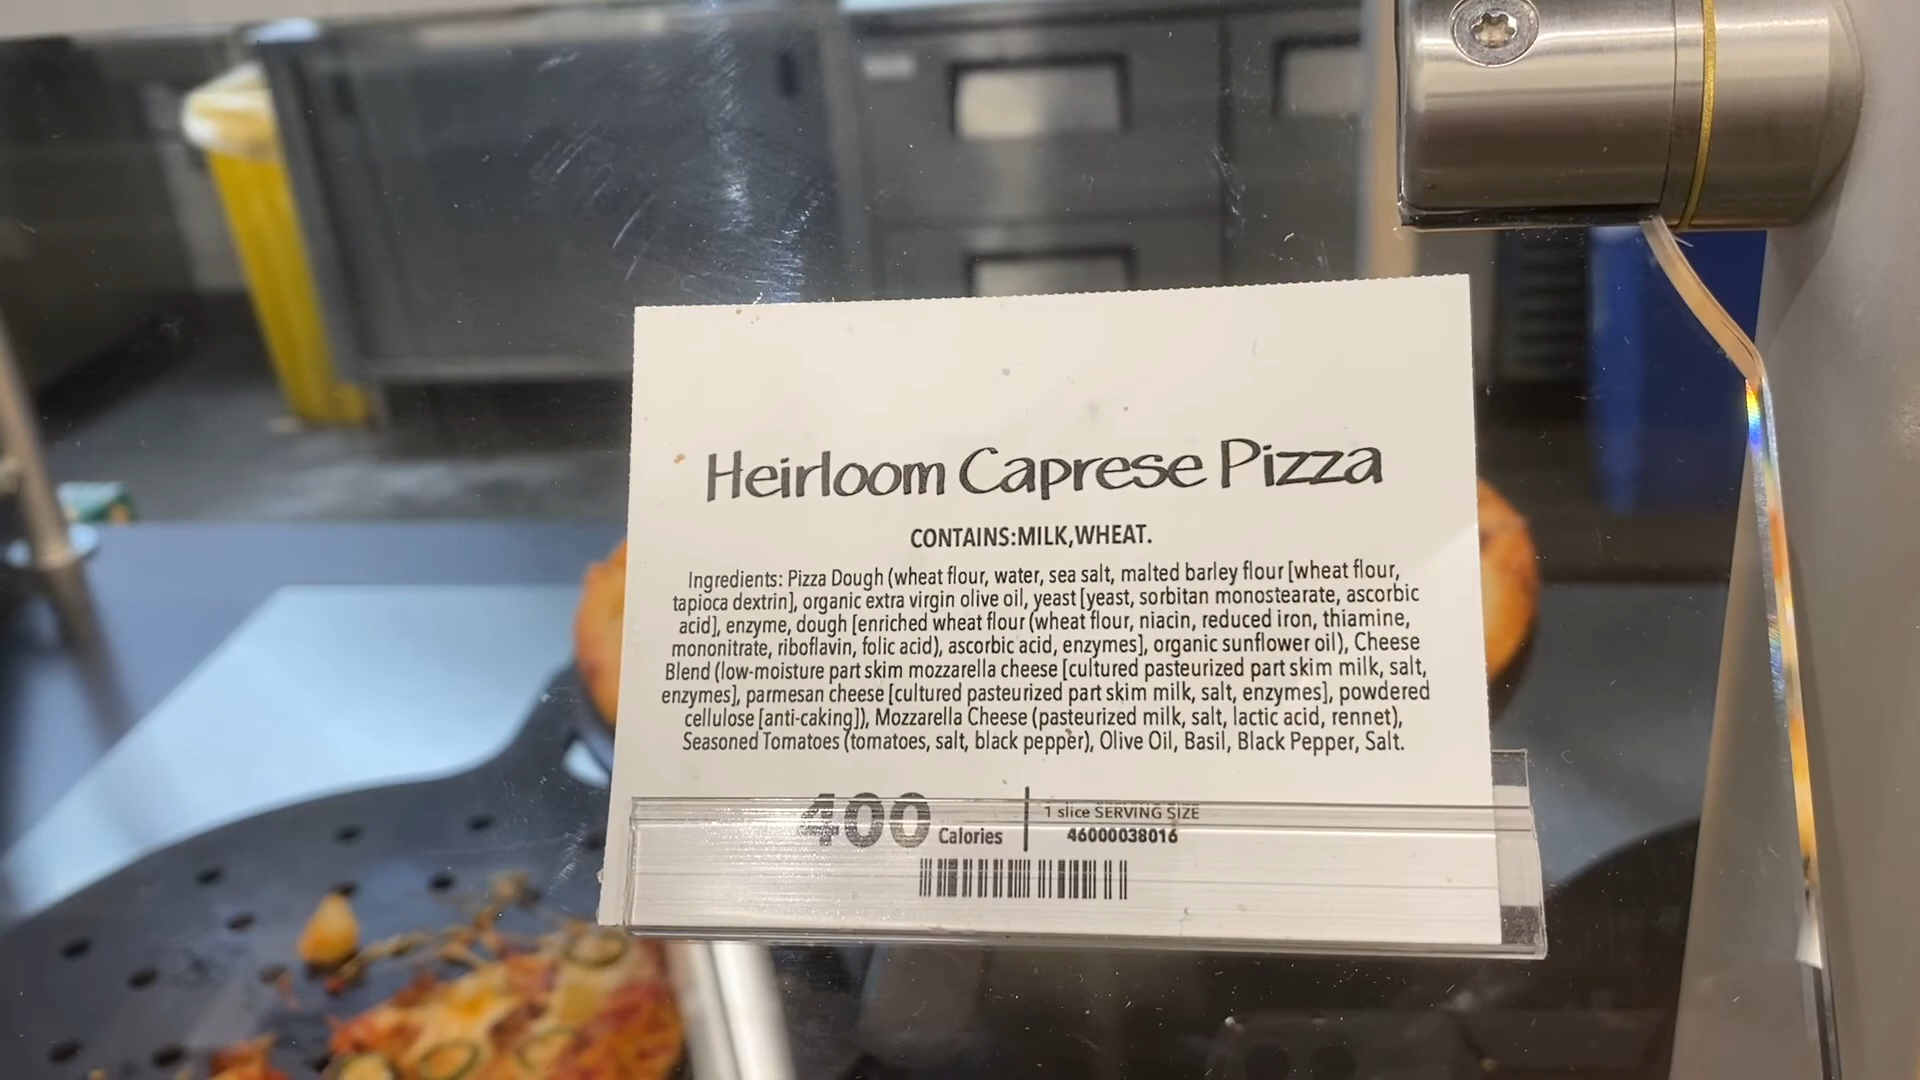 Heirloom Caprese Pizza
CONTAINS:MILK,WHEAT.
Ingredients: Pizza Dough (wheat flour, water, sea salt, malted barley flour [wheat flour,
tapioca dextrin], organic extra virgin olive oil, yeast [yeast, sorbitan monostearate, ascorbic
acid], enzyme, dough [enriched wheat flour (wheat flour, niacin, reduced iron, thiamine,
mononitrate, riboflavin, folic acid), ascorbic acid, enzymes], organic sunflower oil), Cheese
Blend (low-moisture part skim mozzarella cheese [cultured pasteurized part skim milk, salt,
enzymes], parmesan cheese [cultured pasteurized part skim milk, salt, enzymes], powdered
cellulose [anti-caking]), Mozzarella Cheese (pasteurized milk, salt, lactic acid, rennet),
Seasoned Tomatoes (tomatoes, salt, black pepper), Olive Oil, Basil, Black Pepper, Salt.
400 Calories
1 slice SERVING SIZE
46000038016